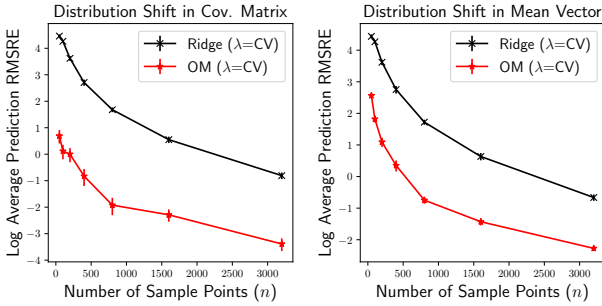 Distribution Shift in Cov. Matrix
Log Average Prediction RMSRE
4
3
2
1
0
−1
−2
−3
−4
Ridge (λ=CV)
OM (λ=CV)
0 500 1000 1500 2000 2500 3000
Number of Sample Points (n)
Distribution Shift in Mean Vector
Log Average Prediction RMSRE
4
3
2
1
0
−1
−2
Ridge (λ=CV)
OM (λ=CV)
0 500 1000 1500 2000 2500 3000
Number of Sample Points (n)